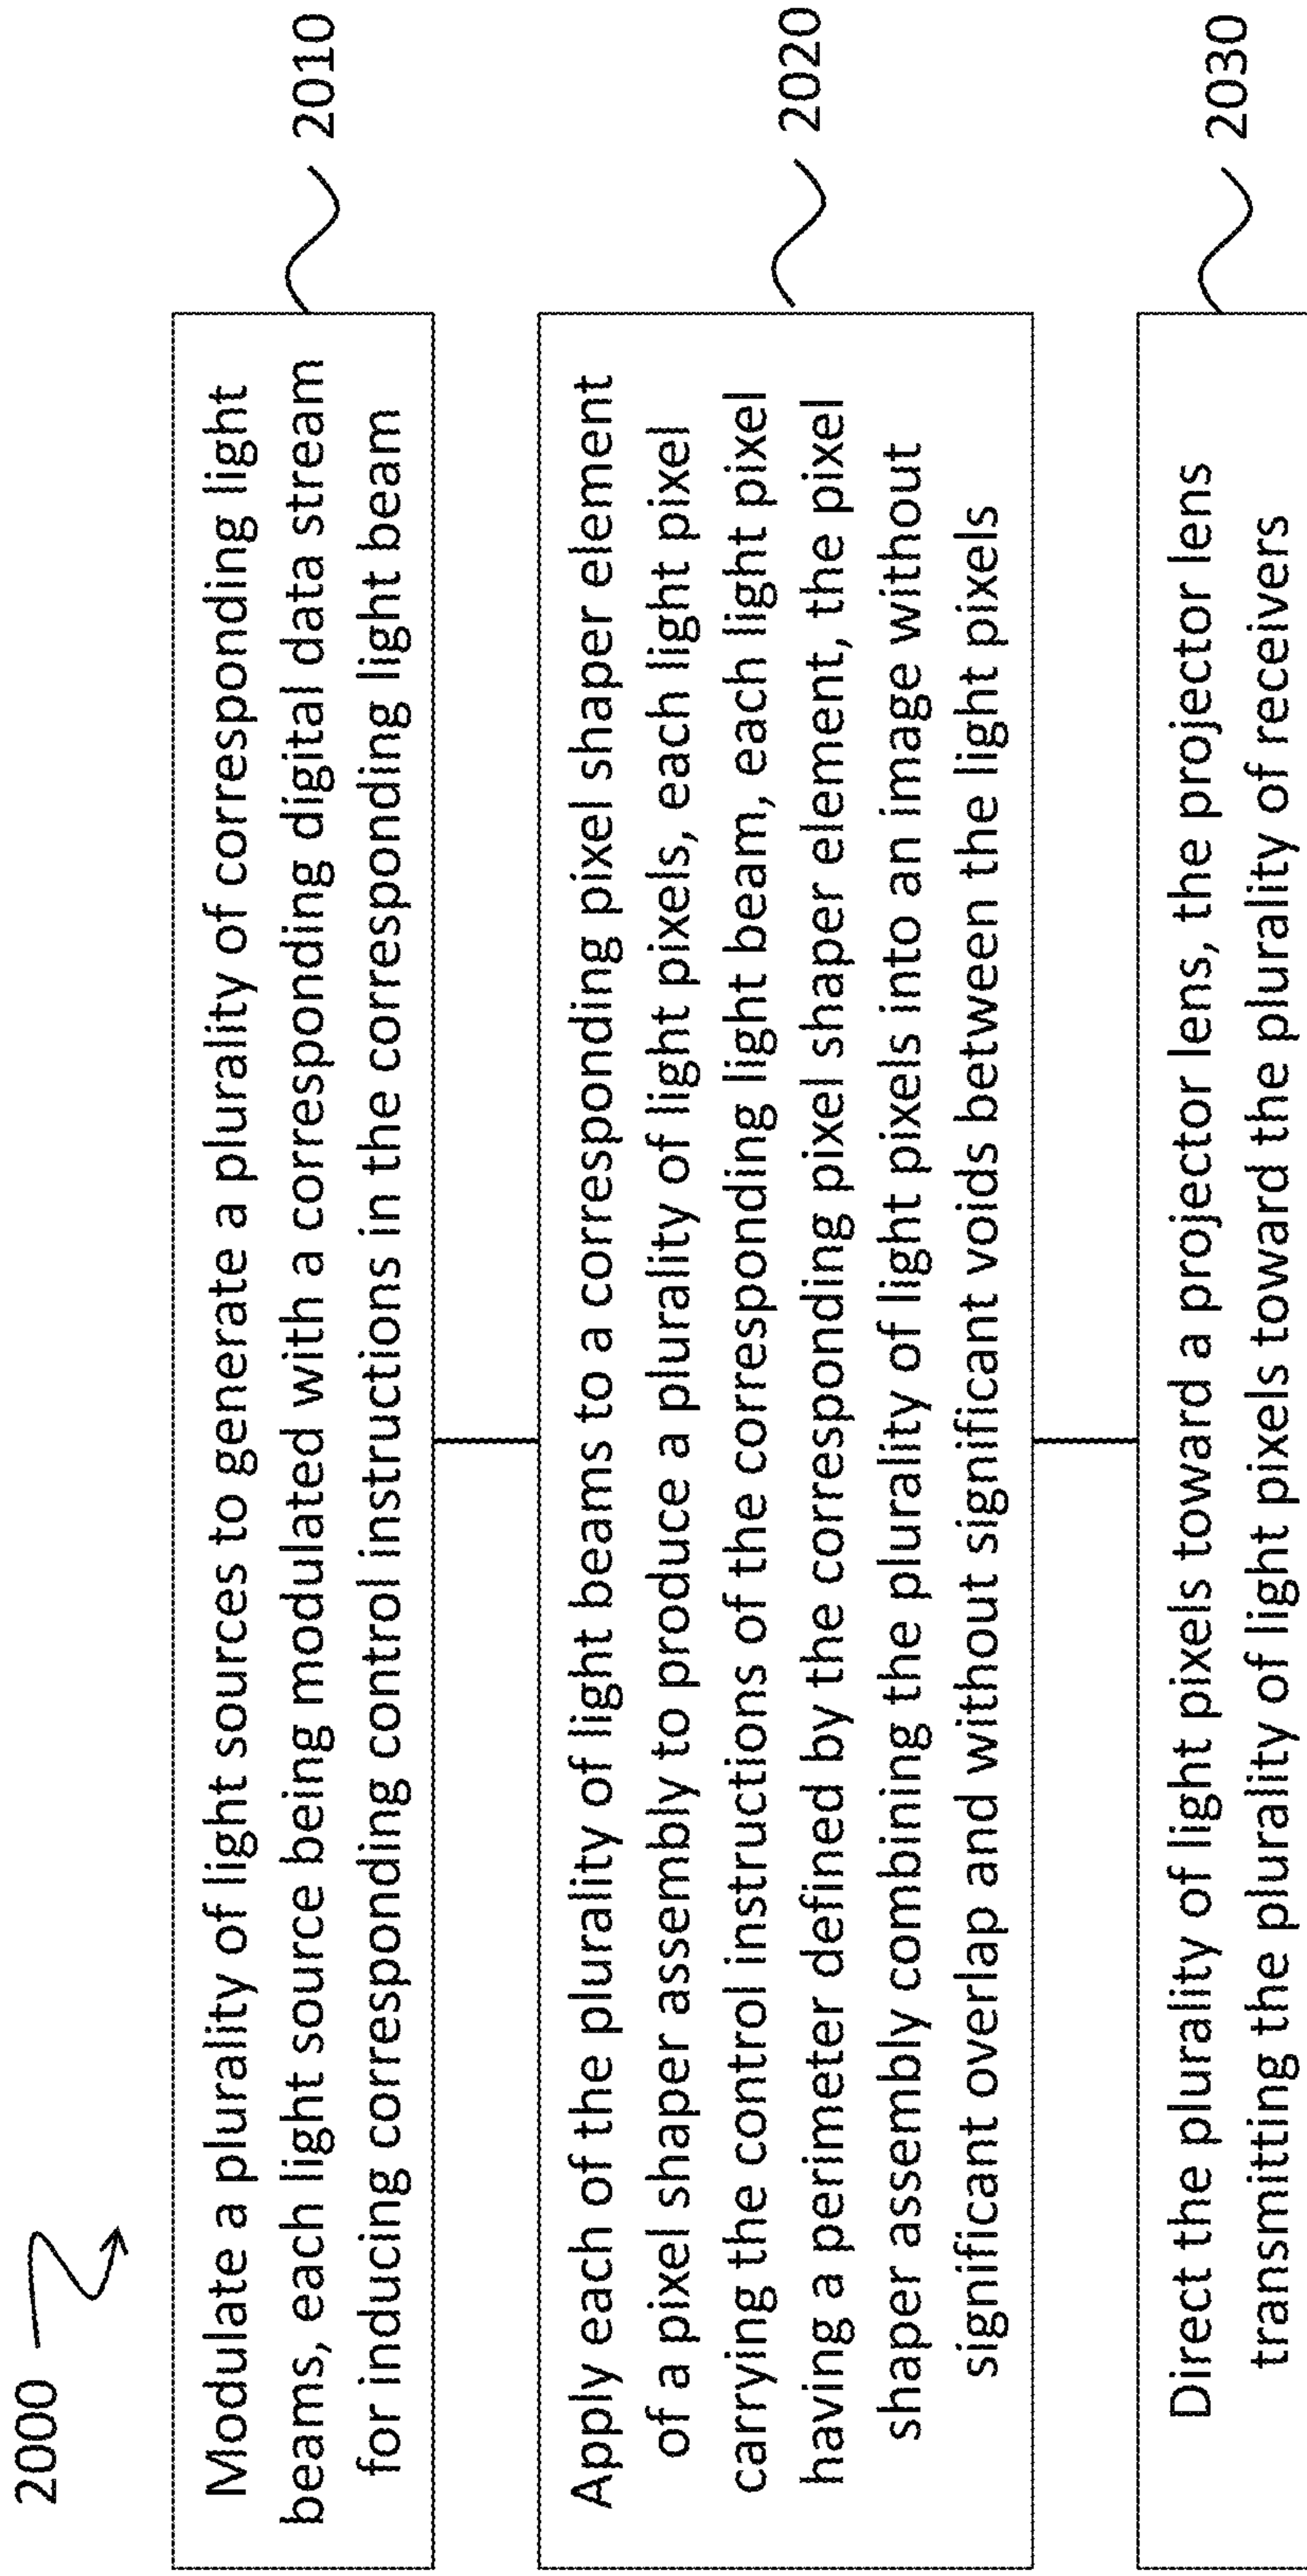 2000
Modulate a plurality of light sources to generate a plurality of corresponding light
beams, each light source being modulated with a corresponding digital data stream
for inducing corresponding control instructions in the corresponding light beam
2010
Apply each of the plurality of light beams to a corresponding pixel shaper element
of a pixel shaper assembly to produce a plurality of light pixels, each light pixel
carrying the control instructions of the corresponding light beam, each light pixel
having a perimeter defined by the corresponding pixel shaper element, the pixel
shaper assembly combining the plurality of light pixels into an image without
significant overlap and without significant voids between the light pixels
2020
Direct the plurality of light pixels toward a projector lens, the projector lens
transmitting the plurality of light pixels toward the plurality of receivers
2030